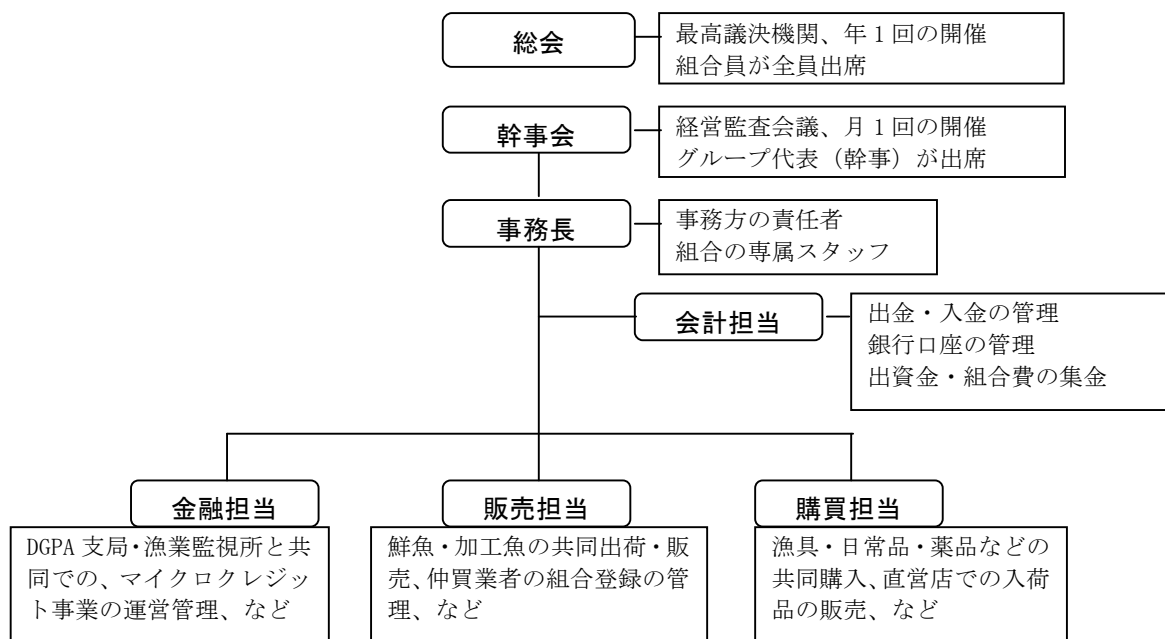 総会
最高議決機関、年1回の開催
組合員が全員出席
幹事会
経営監査会議、月1回の開催
グループ代表（幹事）が出席
事務長
事務方の責任者
組合の専属スタッフ
会計担当
出金・入金の管理
銀行口座の管理
出資金・組合費の集金
金融担当
DGPA 支局・漁業監視所と共
同での、マイクロクレジッ
ト事業の運営管理、など
販売担当
鮮魚・加工魚の共同出荷・販
売、仲買業者の組合登録の管
理、など
購買担当
漁具・日常品・薬品などの
共同購入、直営店での入荷
品の販売、など